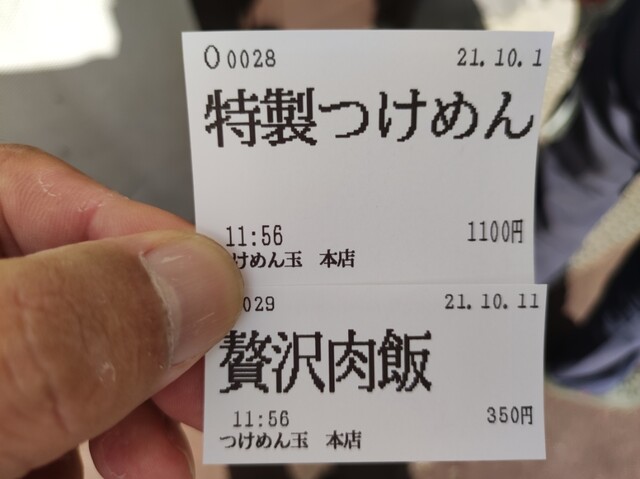 00028 21.10.1
特製つけめん
11:56 1100円
けめん玉 本店
029 21.10.11
贅沢肉飯
11:56 350円
つけめん玉 本店